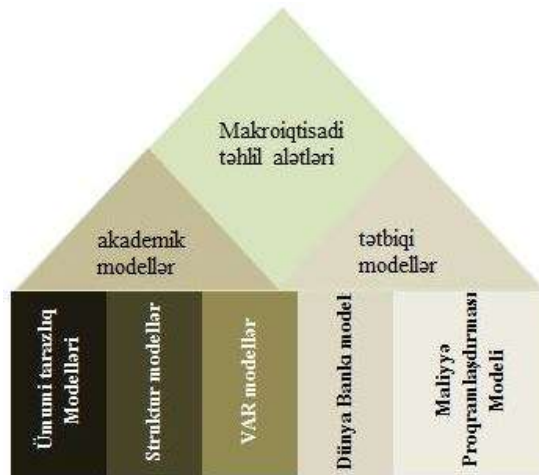 Makroiqtisadi
təhlil alətləri
akademik
modellər
tətbiqi
modellər
Ümumi tarazlıq
Modelləri
Struktur modellər
VAR modellər
Dünya Bankı model
Maliyyə
Proqramlaşdırması
Modeli